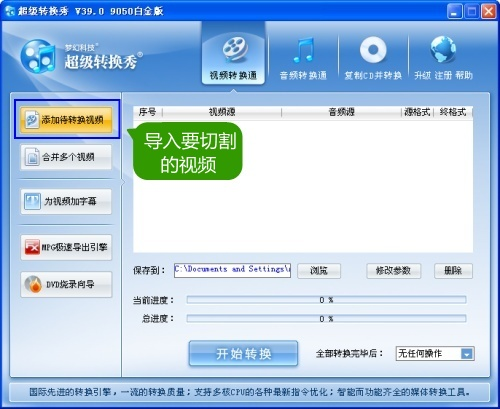 超级转换秀 V39.0 9050白金版
梦幻科技®
超级转换秀®
视频转换通
音频转换通
复制CD并转换
升级 注册 帮助
添加待转换视频
合并多个视频
为视频加字幕
MPG极速导出引擎
DVD烧录向导
序号 视频源 音频源 源格式 终格式
导入要切割
的视频
保存到： C:\Documents and Settings\ 浏览 修改参数 删除
当前进度： 0 %
总进度： 0 %
开始转换 全部转换完毕后： 无任何操作
国际先进的转换引擎，一流的转换质量；支持多核CPU的各种最新指令优化；智能而功能齐全的媒体转换工具。